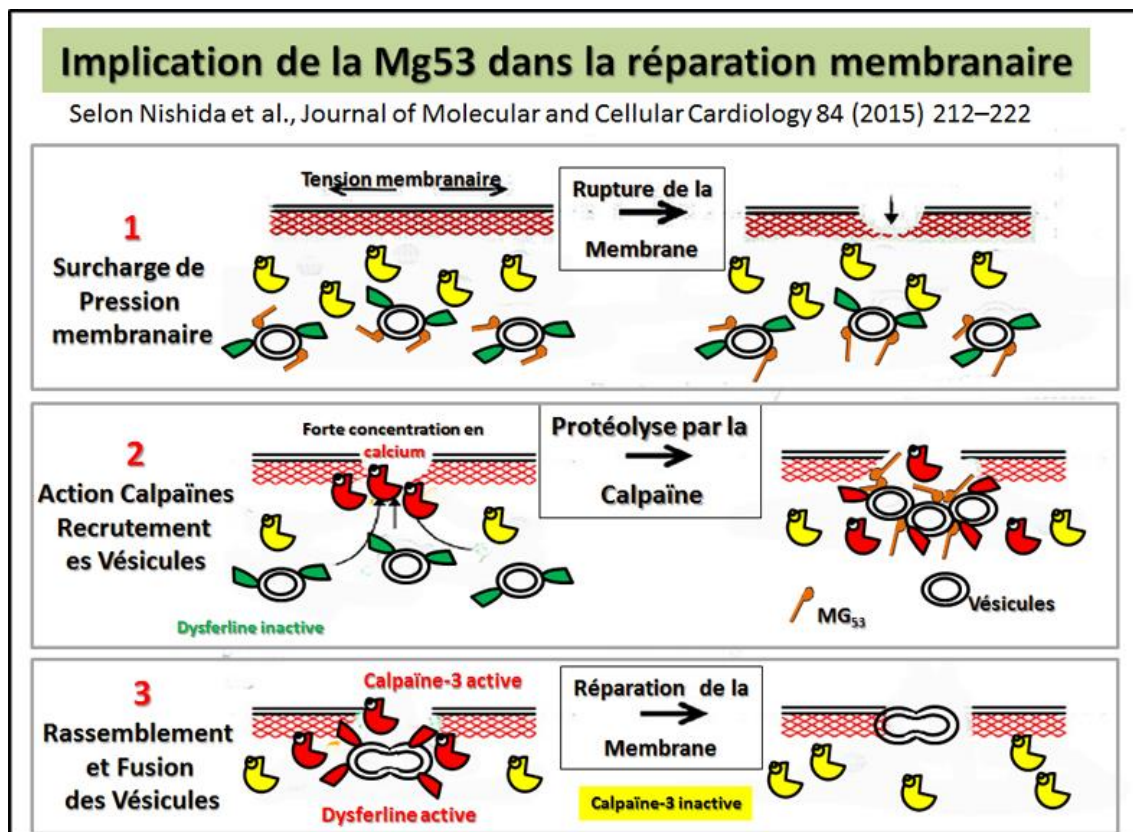 Implication de la Mg53 dans la réparation membranaire
Selon Nishida et al., Journal of Molecular and Cellular Cardiology 84 (2015) 212–222
1
Surcharge de
Pression
membranaire
Tension membranaire
Rupture de la
Membrane
2
Action Calpaïnes
Recrutement
es Vésicules
Forte concentration en
calcium
Dysferline inactive
Protéolyse par la
Calpaïne
MG53
Vésicules
3
Rassemblement
et Fusion
des Vésicules
Calpaïne-3 active
Dysferline active
Réparation de la
Membrane
Calpaïne-3 inactive